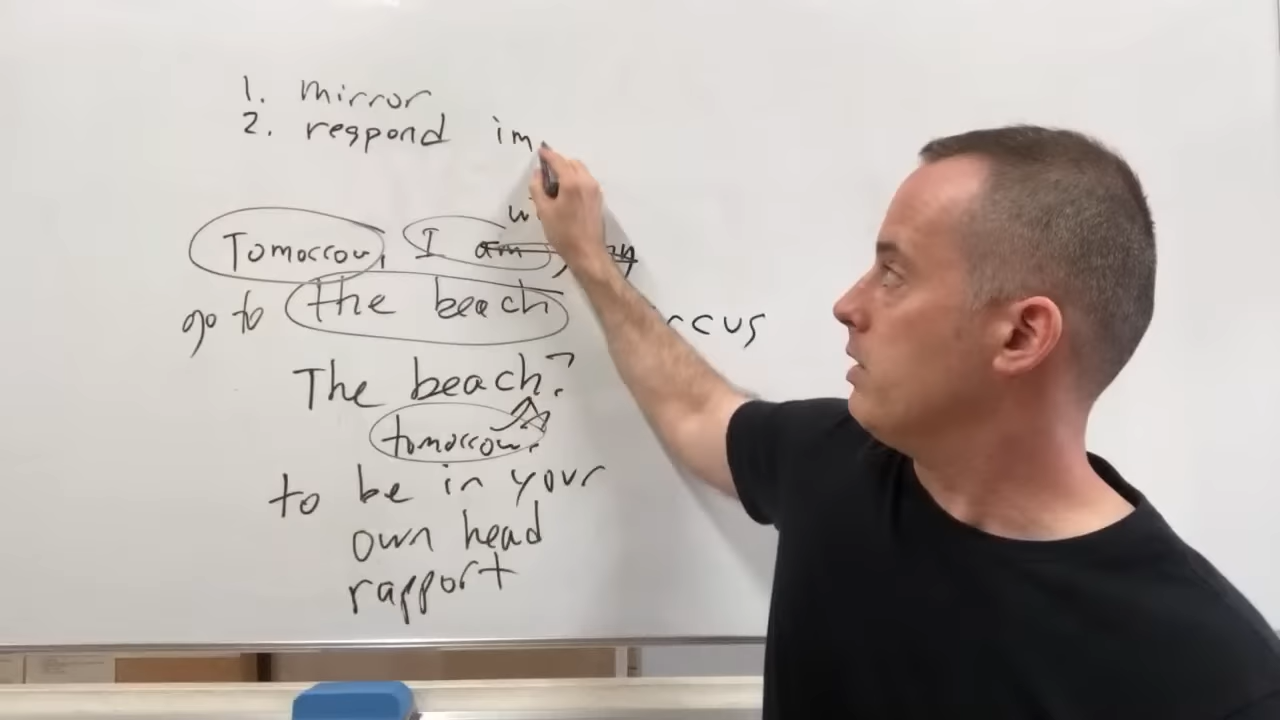 1. mirror
2. respond im
Tomorrow, I am
go to the beach
The beach?
tomorrow.
to be in your
own head
rapport